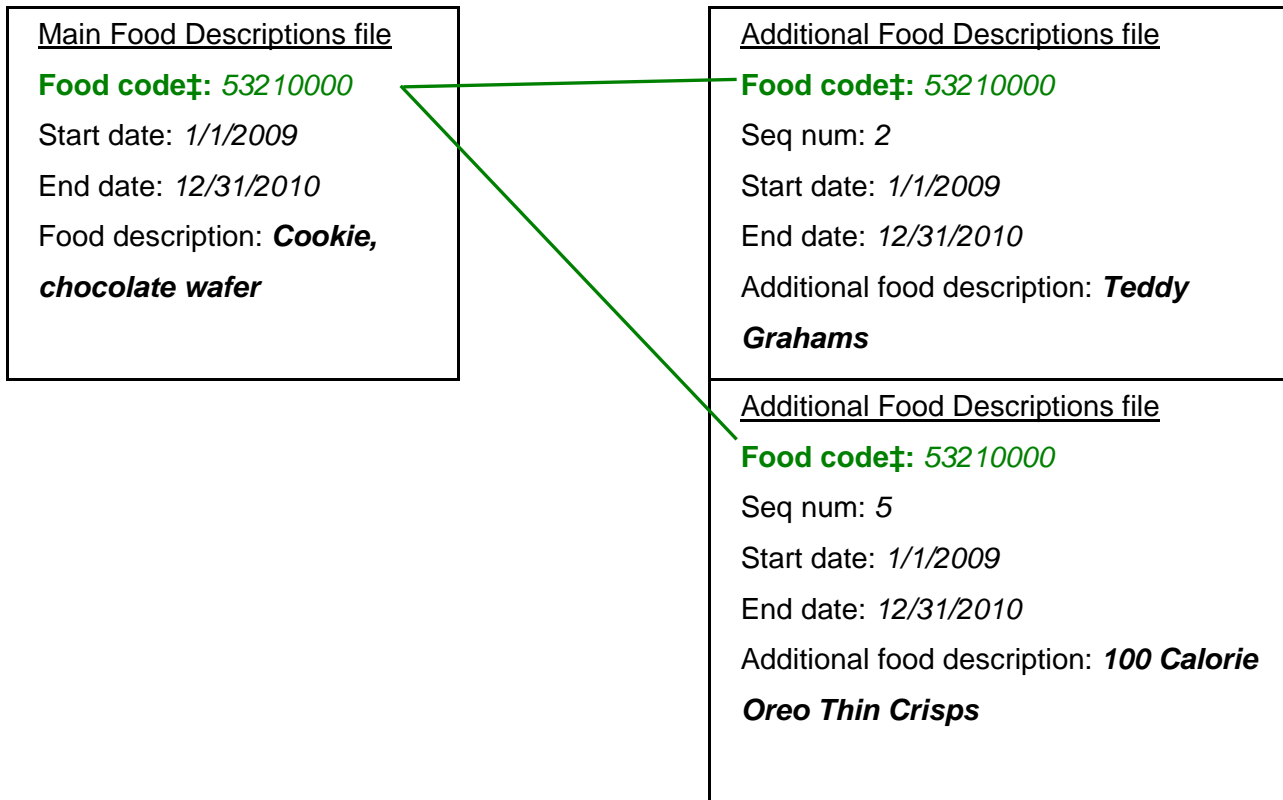 Main Food Descriptions file
Food code‡: 53210000
Start date: 1/1/2009
End date: 12/31/2010
Food description: Cookie,
chocolate wafer
Additional Food Descriptions file
Food code‡: 53210000
Seq num: 2
Start date: 1/1/2009
End date: 12/31/2010
Additional food description: Teddy
Grahams
Additional Food Descriptions file
Food code‡: 53210000
Seq num: 5
Start date: 1/1/2009
End date: 12/31/2010
Additional food description: 100 Calorie
Oreo Thin Crisps